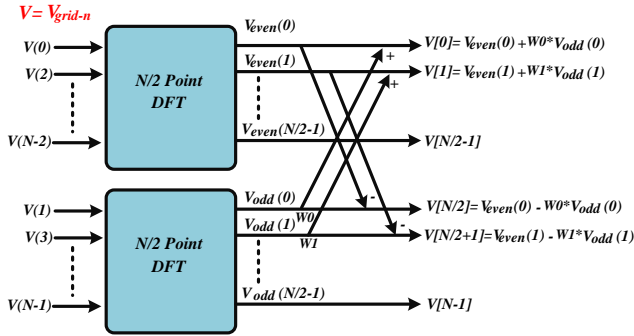 V= Vgrid-n
V(0)
V(2)
V(N-2)
N/2 Point
DFT
Veven(0)
Veven(1)
Veven(N/2-1)
+
+
V[0]= Veven(0) +W0*Vodd(0)
V[1]= Veven(1) +W1*Vodd(1)
V[N/2-1]
V(1)
V(3)
V(N-1)
N/2 Point
DFT
Vodd(0)
W0
Vodd(1)
W1
Vodd(N/2-1)
-
-
V[N/2]=Veven(0) - W0*Vodd(0)
V[N/2+1]=Veven(1) - W1*Vodd(1)
V[N-1]